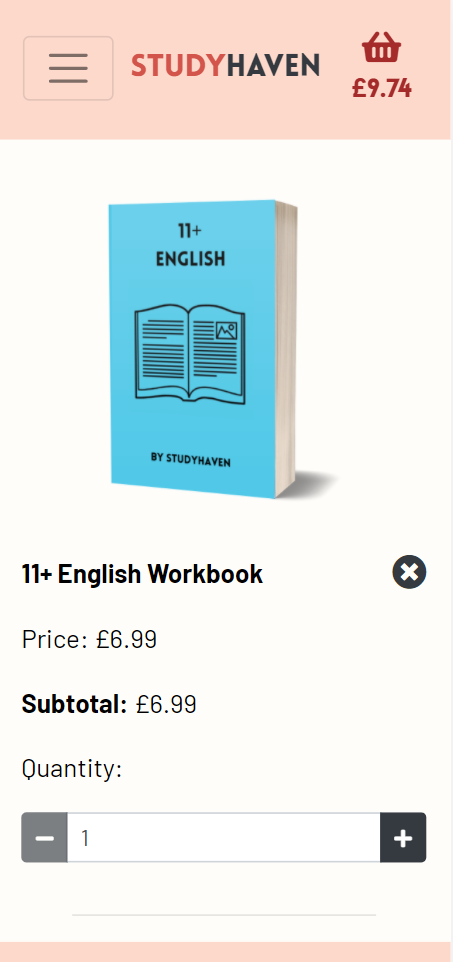 STUDYHAVEN
£9.74
11+
ENGLISH
BY STUDYHAVEN
11+ English Workbook
Price: £6.99
Subtotal: £6.99
Quantity:
1